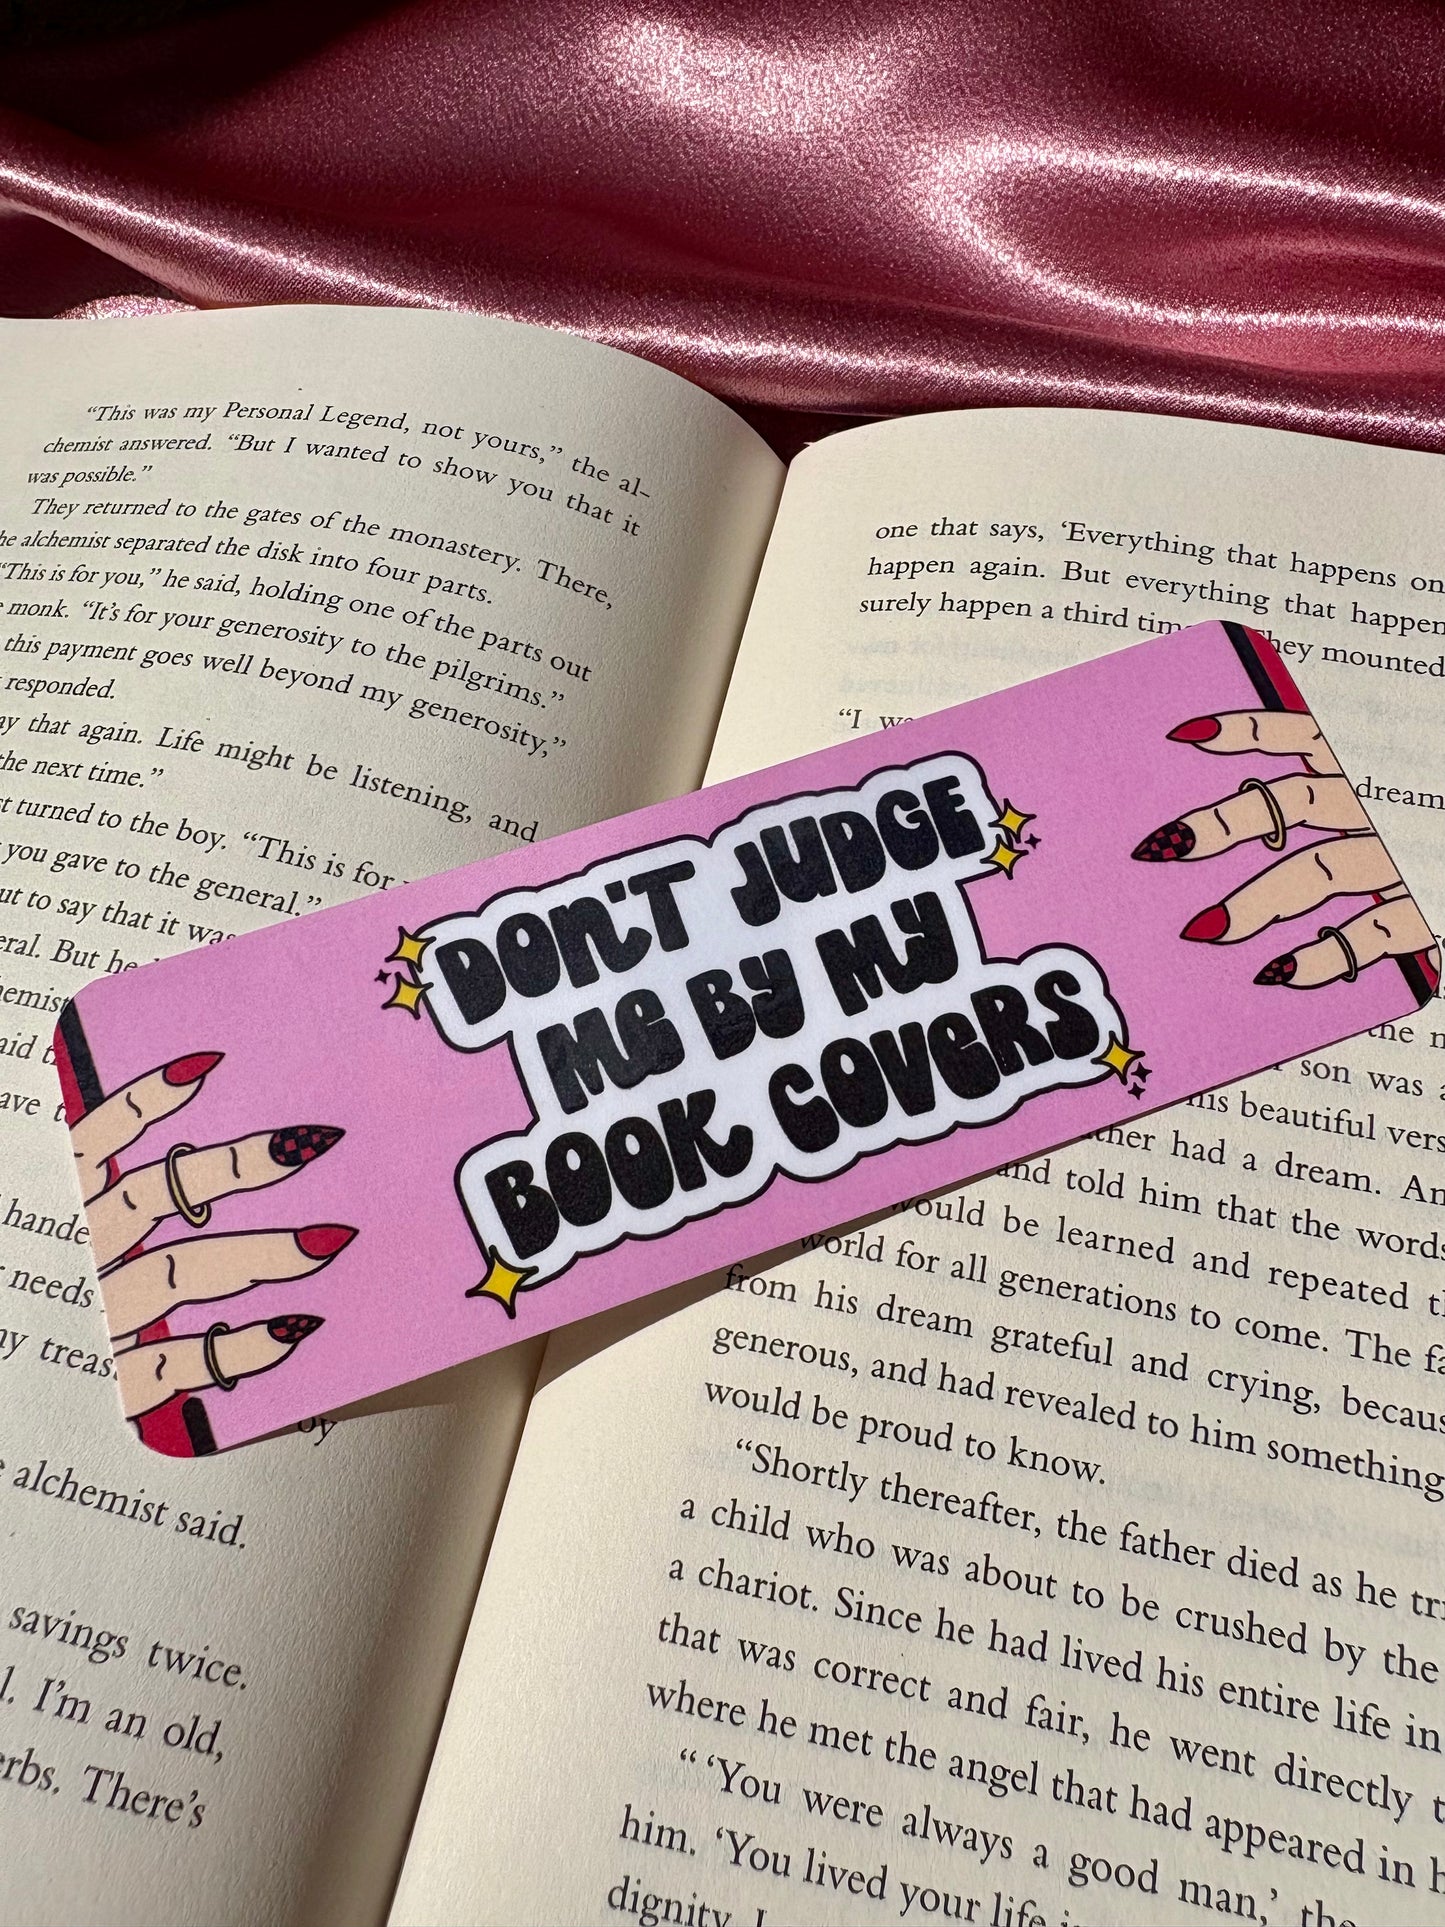 “This was my Personal Legend, not yours,” the al-
chemist answered. “But I wanted to show you that it
was possible.”
They returned to the gates of the monastery. There,
he alchemist separated the disk into four parts.
“This is for you,” he said, holding one of the parts out
monk. “It’s for your generosity to the pilgrims.”
this payment goes well beyond my generosity,”
responded.
that again. Life might be listening, and
the next time.”
turned to the boy. “This is for
you gave to the general.”
to say that it was
But he
said
needs
my
by
alchemist said.
savings twice.
I’m an old,
There’s
DON'T JUDGE
ME BY MY
BOOK COVERS
one that says, ‘Everything that happens on
happen again. But everything that happen
surely happen a third tim They mounted
“I
dream
the
son was a
his beautiful vers
had a dream. An
and told him that the words
would be learned and repeated
world for all generations to come. The fa
from his dream grateful and crying, becaus
generous, and had revealed to him something
would be proud to know.
“Shortly thereafter, the father died as he tri
a child who was about to be crushed by the
a chariot. Since he had lived his entire life in
that was correct and fair, he went directly t
where he met the angel that had appeared in h
him. “ ‘You were always a good man,’ the
him. ‘You lived your life
dignity. I